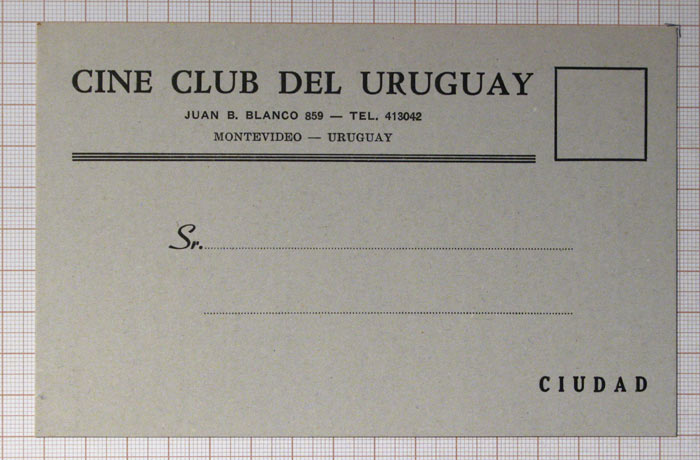 CINE CLUB DEL URUGUAY
JUAN B. BLANCO 859 — TEL. 413042
MONTEVIDEO — URUGUAY
Sr.
CIUDAD